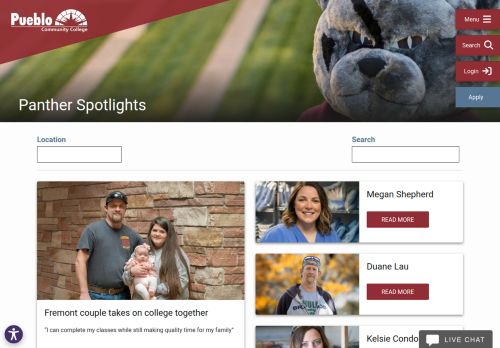 Pueblo
Community College
Menu
Search
Login
Apply
Panther Spotlights
Location
Search
Megan Shepherd
READ MORE
Duane Lau
READ MORE
Fremont couple takes on college together
"I can complete my classes while still making quality time for my family"
Kelsie Condo
LIVE CHAT